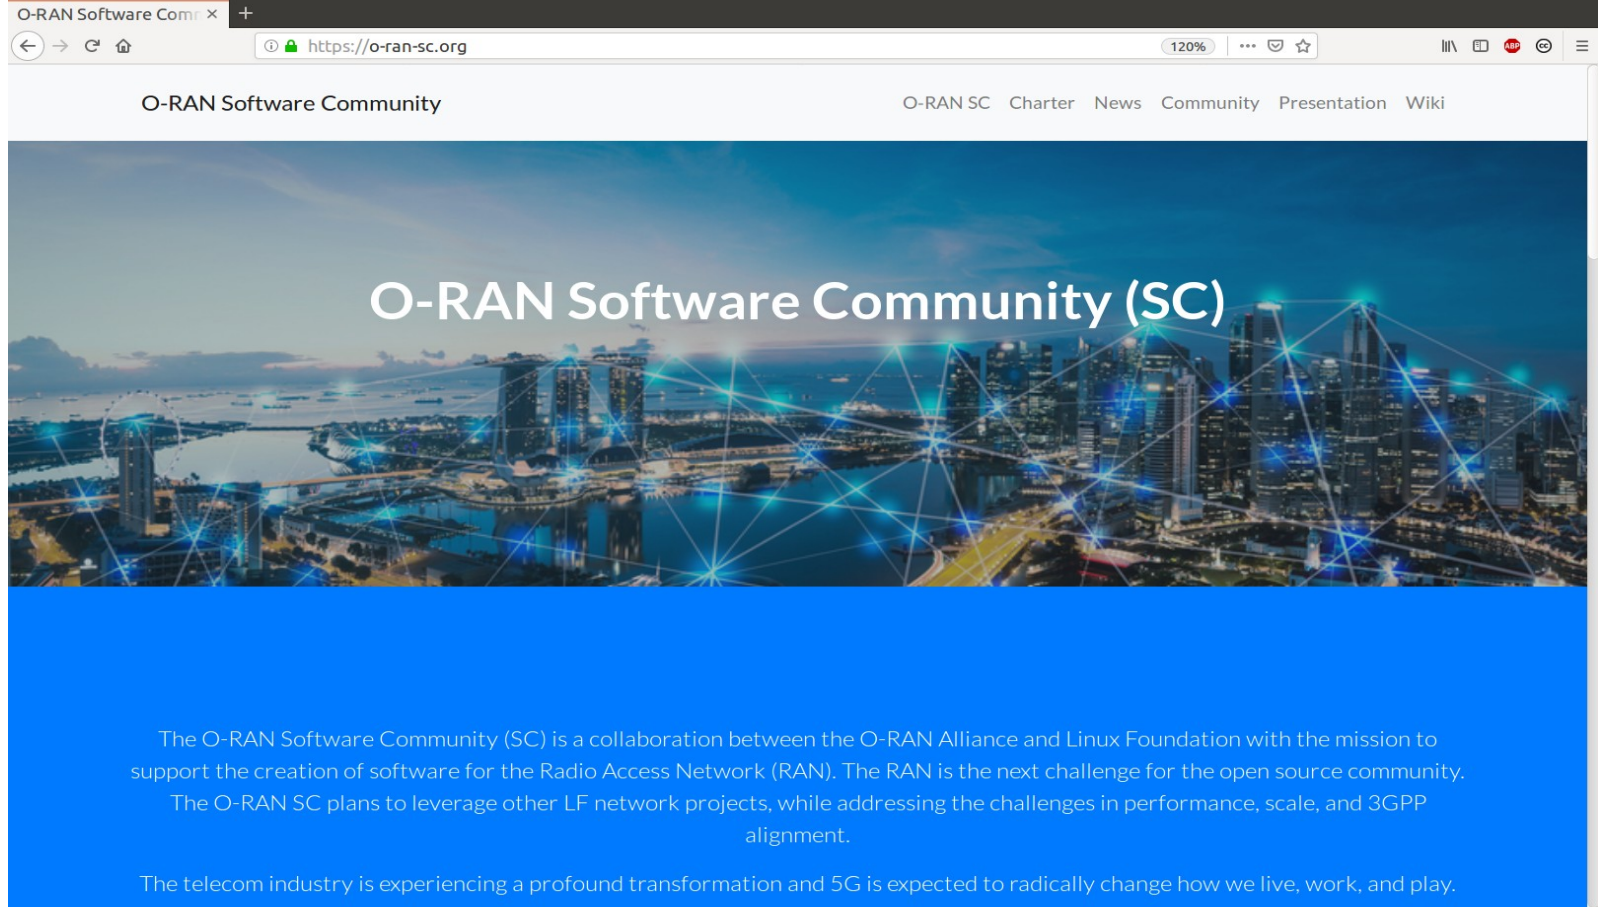 O-RAN Software Com
https://o-ran-sc.org
120%
ABP
cc
O-RAN Software Community
O-RAN SC Charter News Community Presentation Wiki
O-RAN Software Community (SC)
The O-RAN Software Community (SC) is a collaboration between the O-RAN Alliance and Linux Foundation with the mission to
support the creation of software for the Radio Access Network (RAN). The RAN is the next challenge for the open source community.
The O-RAN SC plans to leverage other LF network projects, while addressing the challenges in performance, scale, and 3GPP
alignment.
The telecom industry is experiencing a profound transformation and 5G is expected to radically change how we live, work, and play.